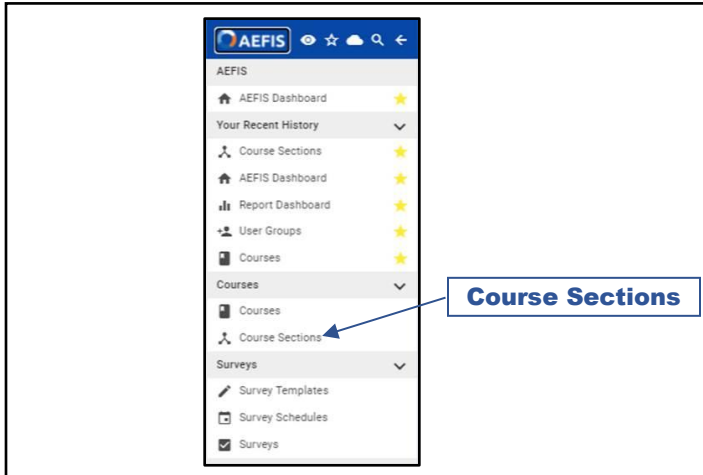 AEFIS
AEFIS
AEFIS Dashboard
Your Recent History
Course Sections
AEFIS Dashboard
Report Dashboard
User Groups
Courses
Courses
Courses
Course Sections
Course Sections
Surveys
Survey Templates
Survey Schedules
Surveys